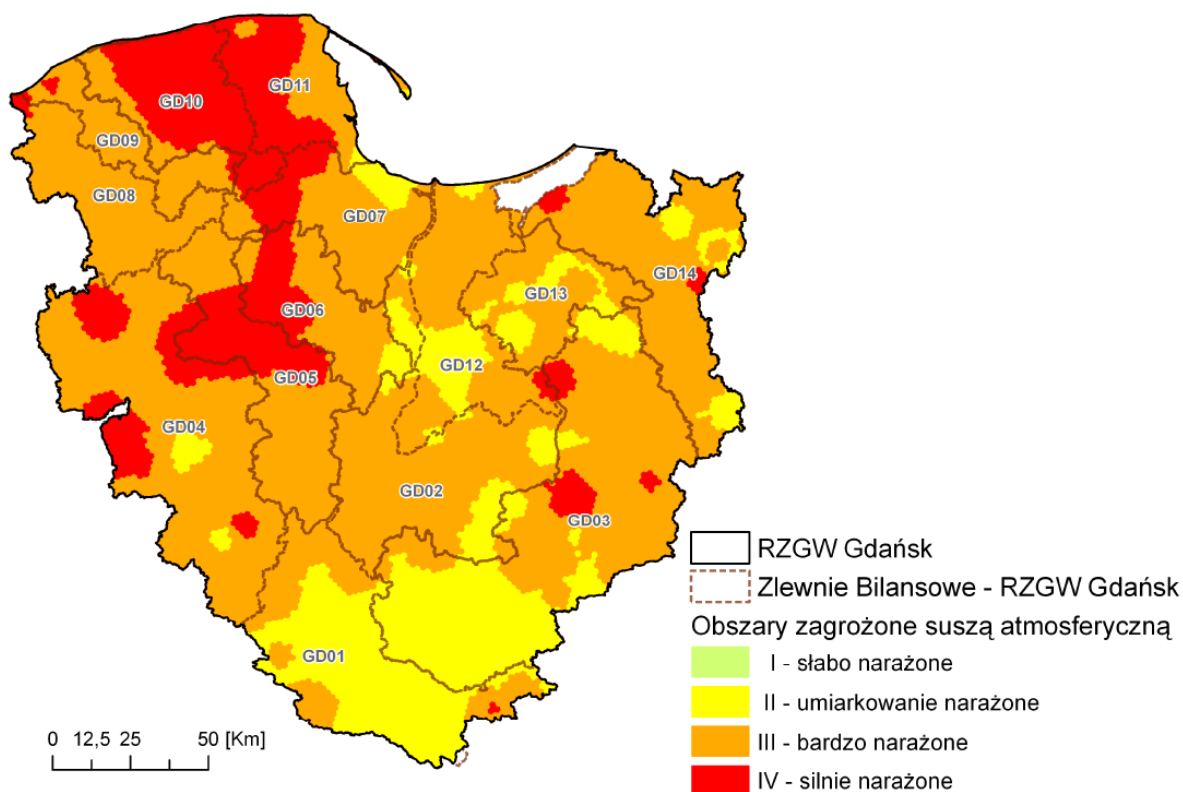 GD10
GD11
GD09
GD08
GD07
GD14
GD13
GD06
GD12
GD05
GD04
GD02
GD03
GD01
RZGW Gdańsk
Zlewnie Bilansowe - RZGW Gdańsk
Obszary zagrożone suszą atmosferyczną
I - słabo narażone
II - umiarkowanie narażone
III - bardzo narażone
IV - silnie narażone
0 12,5 25 50 [Km]